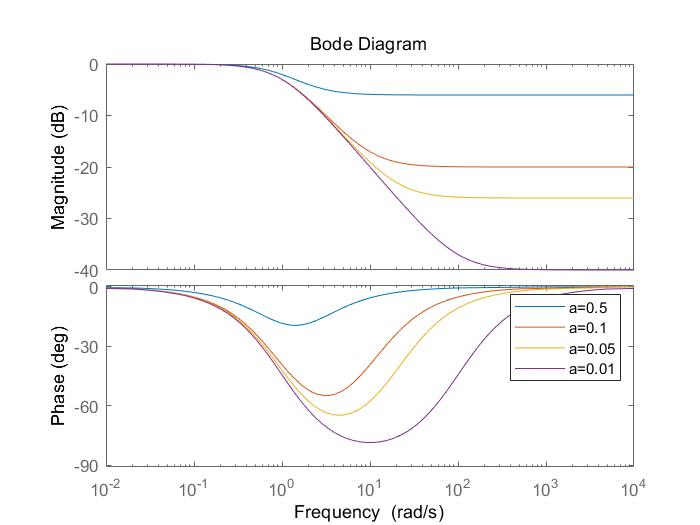 Bode Diagram
Magnitude (dB)
0
-10
-20
-30
-40
Phase (deg)
0
-30
-60
-90
a=0.5
a=0.1
a=0.05
a=0.01
10^-2
10^-1
10^0
10^1
10^2
10^3
10^4
Frequency (rad/s)